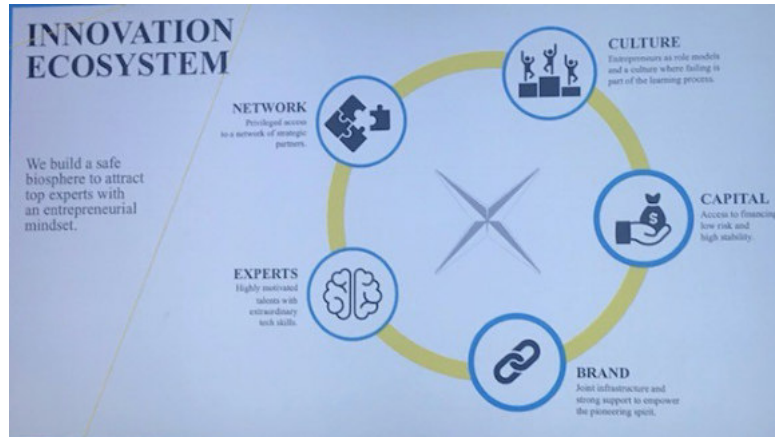 INNOVATION
ECOSYSTEM
We build a safe
biosphere to attract
top experts with
an entrepreneurial
mindset.
NETWORK
Privileged access
to a network of strategic
partners.
CULTURE
Entrepreneurs as role models
and a culture where failing is
part of the learning process.
CAPITAL
Access to financing
low risk and
high stability.
EXPERTS
Highly motivated
talents with
extraordinary
tech skills.
BRAND
Joint infrastructure and
strong support to empower
the pioneering spirit.
$